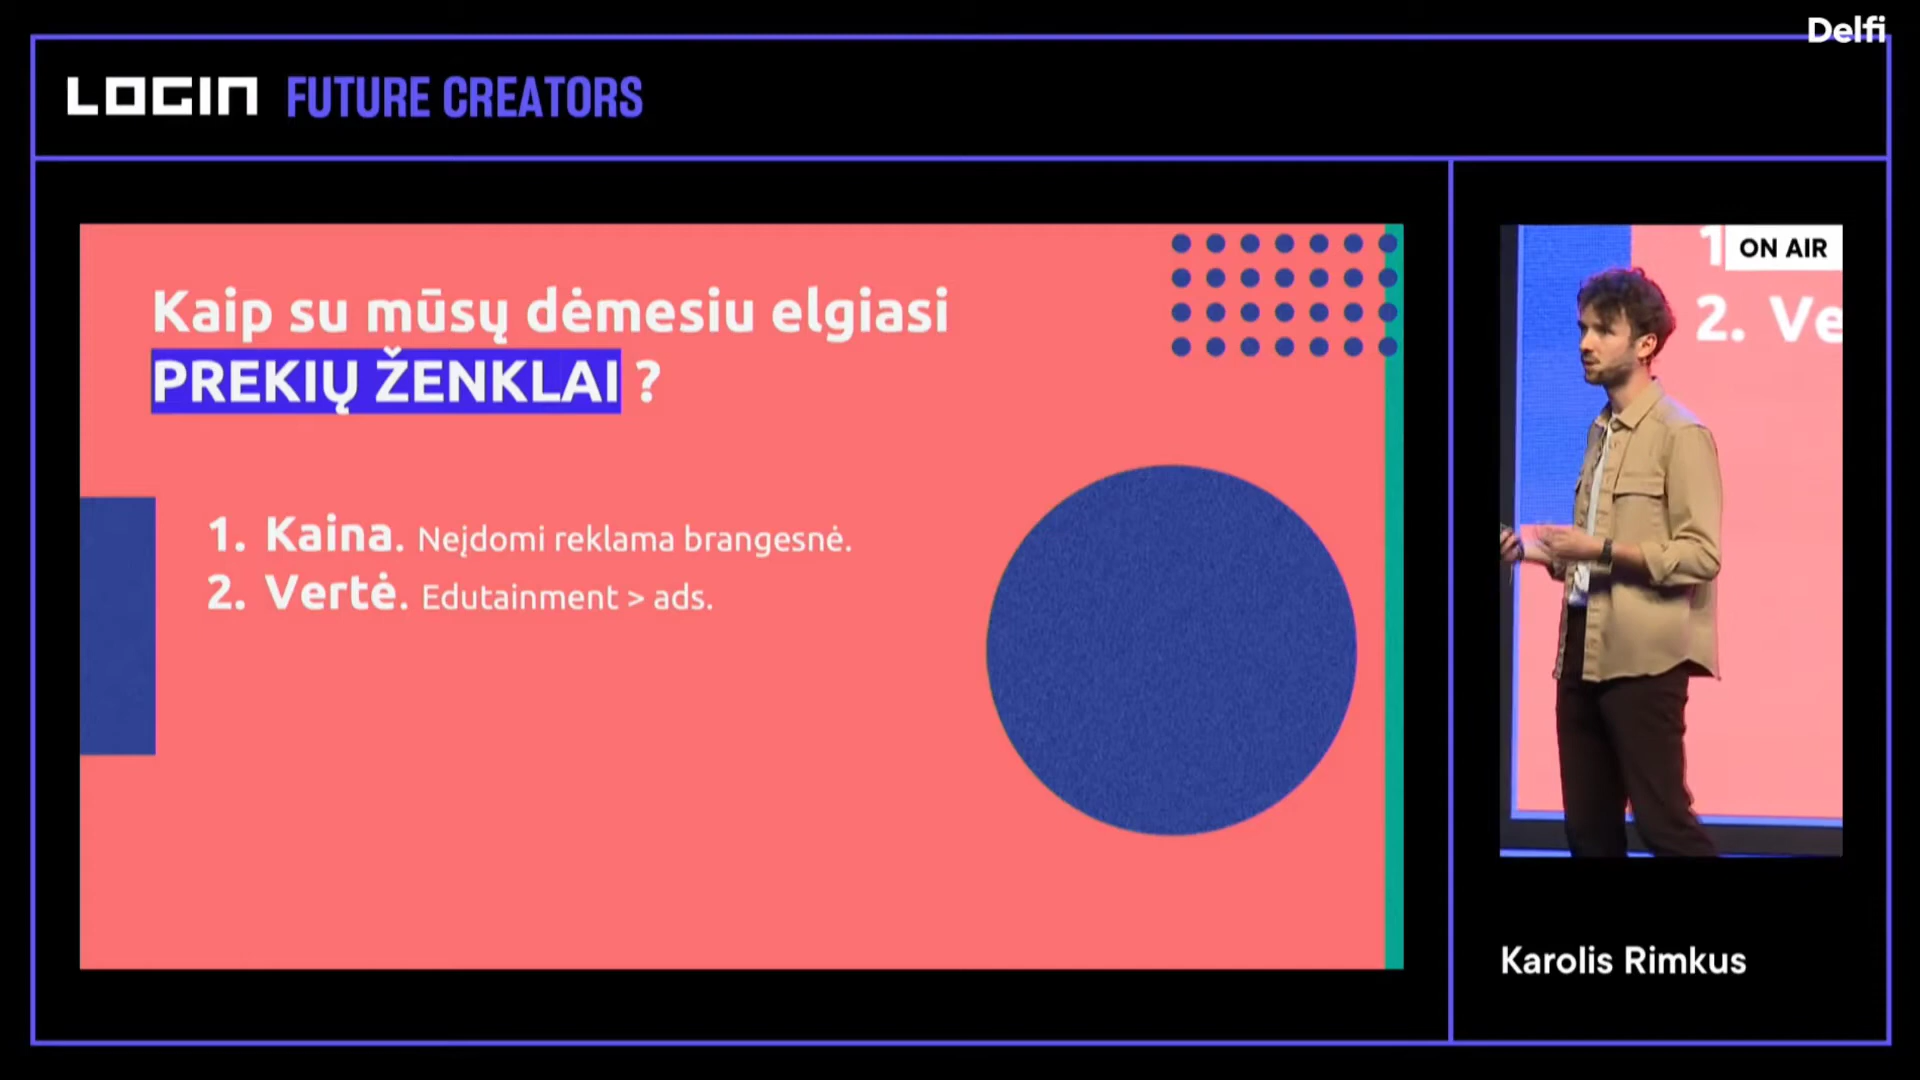 Delfi
LOGIN FUTURE CREATORS
Kaip su mūsų dėmesiu elgiasi
PREKIŲ ŽENKLAI ?
1. Kaina. Neįdomi reklama brangesnė.
2. Vertė. Edutainment > ads.
ON AIR
1
2. Ve
Karolis Rimkus